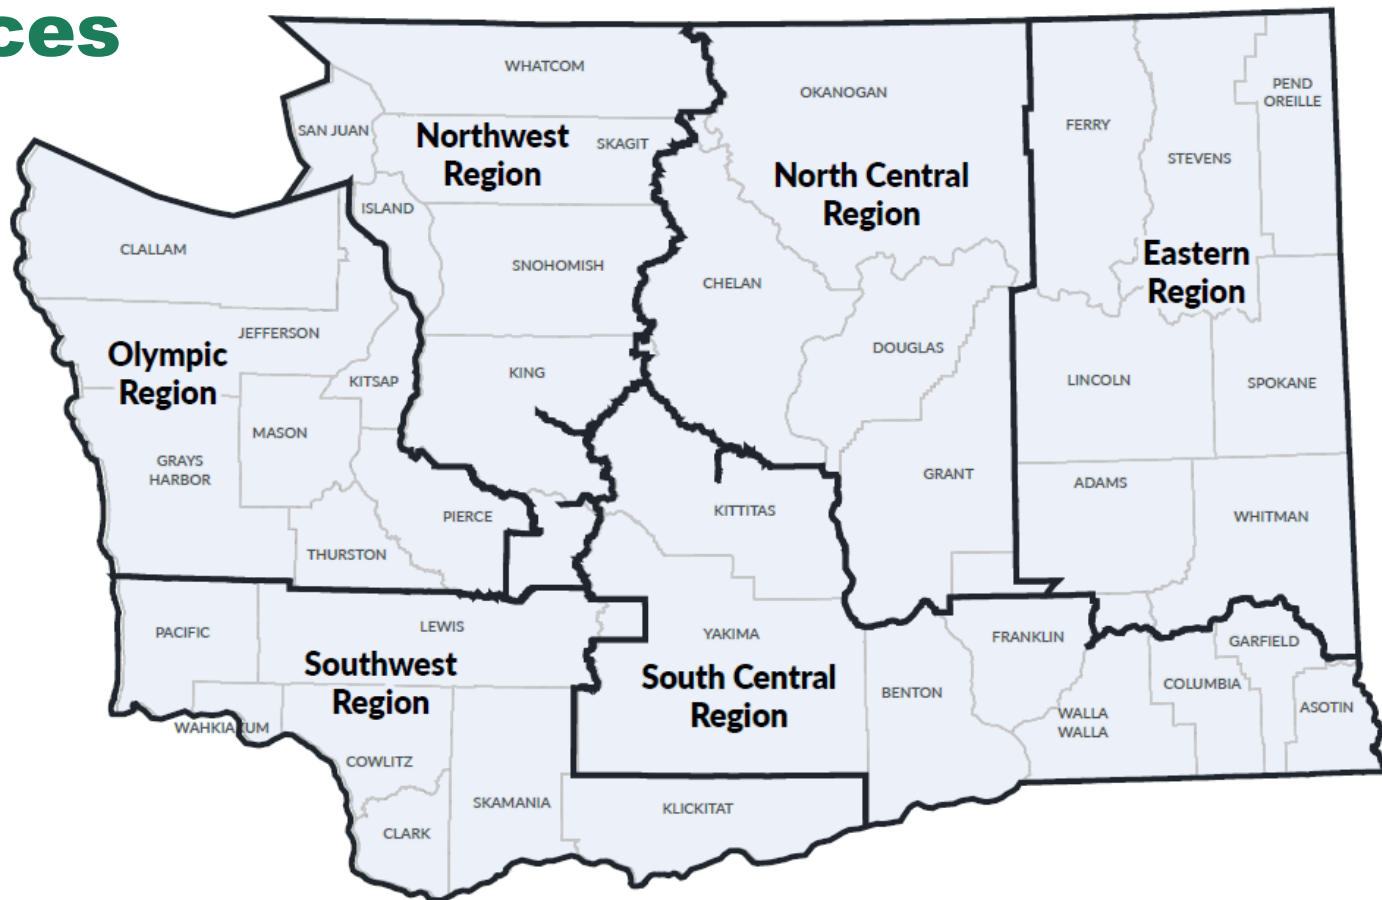 ces
WHATCOM
SAN JUAN
Northwest
Region
SKAGIT
ISLAND
SNOHOMISH
KING
OKANOGAN
North Central
Region
CHELAN
DOUGLAS
GRANT
FERRY
PEND
OREILLE
STEVENS
Eastern
Region
LINCOLN
SPOKANE
ADAMS
WHITMAN
CLALLAM
JEFFERSON
Olympic
Region
KITSAP
MASON
GRAYS
HARBOR
PIERCE
THURSTON
PACIFIC
LEWIS
Southwest
Region
WAHKIAKUM
COWLITZ
SKAMANIA
CLARK
KLICKITAT
KITTITAS
YAKIMA
South Central
Region
BENTON
FRANKLIN
WALLA
WALLA
COLUMBIA
GARFIELD
ASOTIN